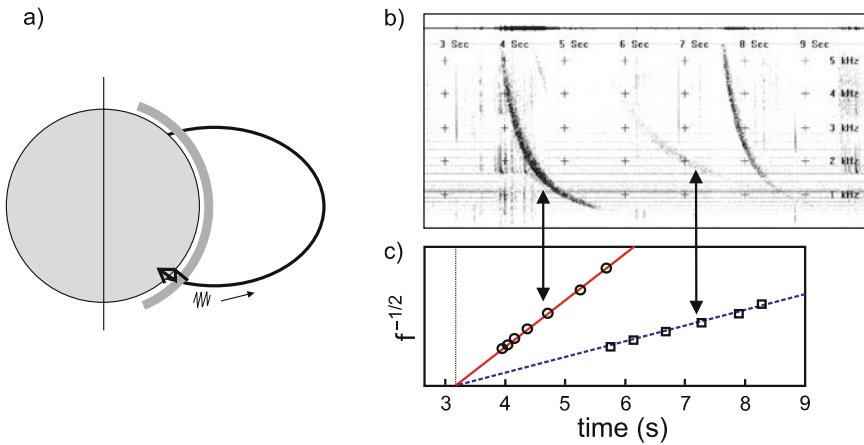 a)
b)
3 Sec 4 Sec 5 Sec 6 Sec 7 Sec 8 Sec 9 Sec
5 kHz
4 kHz
3 kHz
2 kHz
1 kHz
c)
f⁻¹/²
3 4 5 6 7 8 9
time (s)